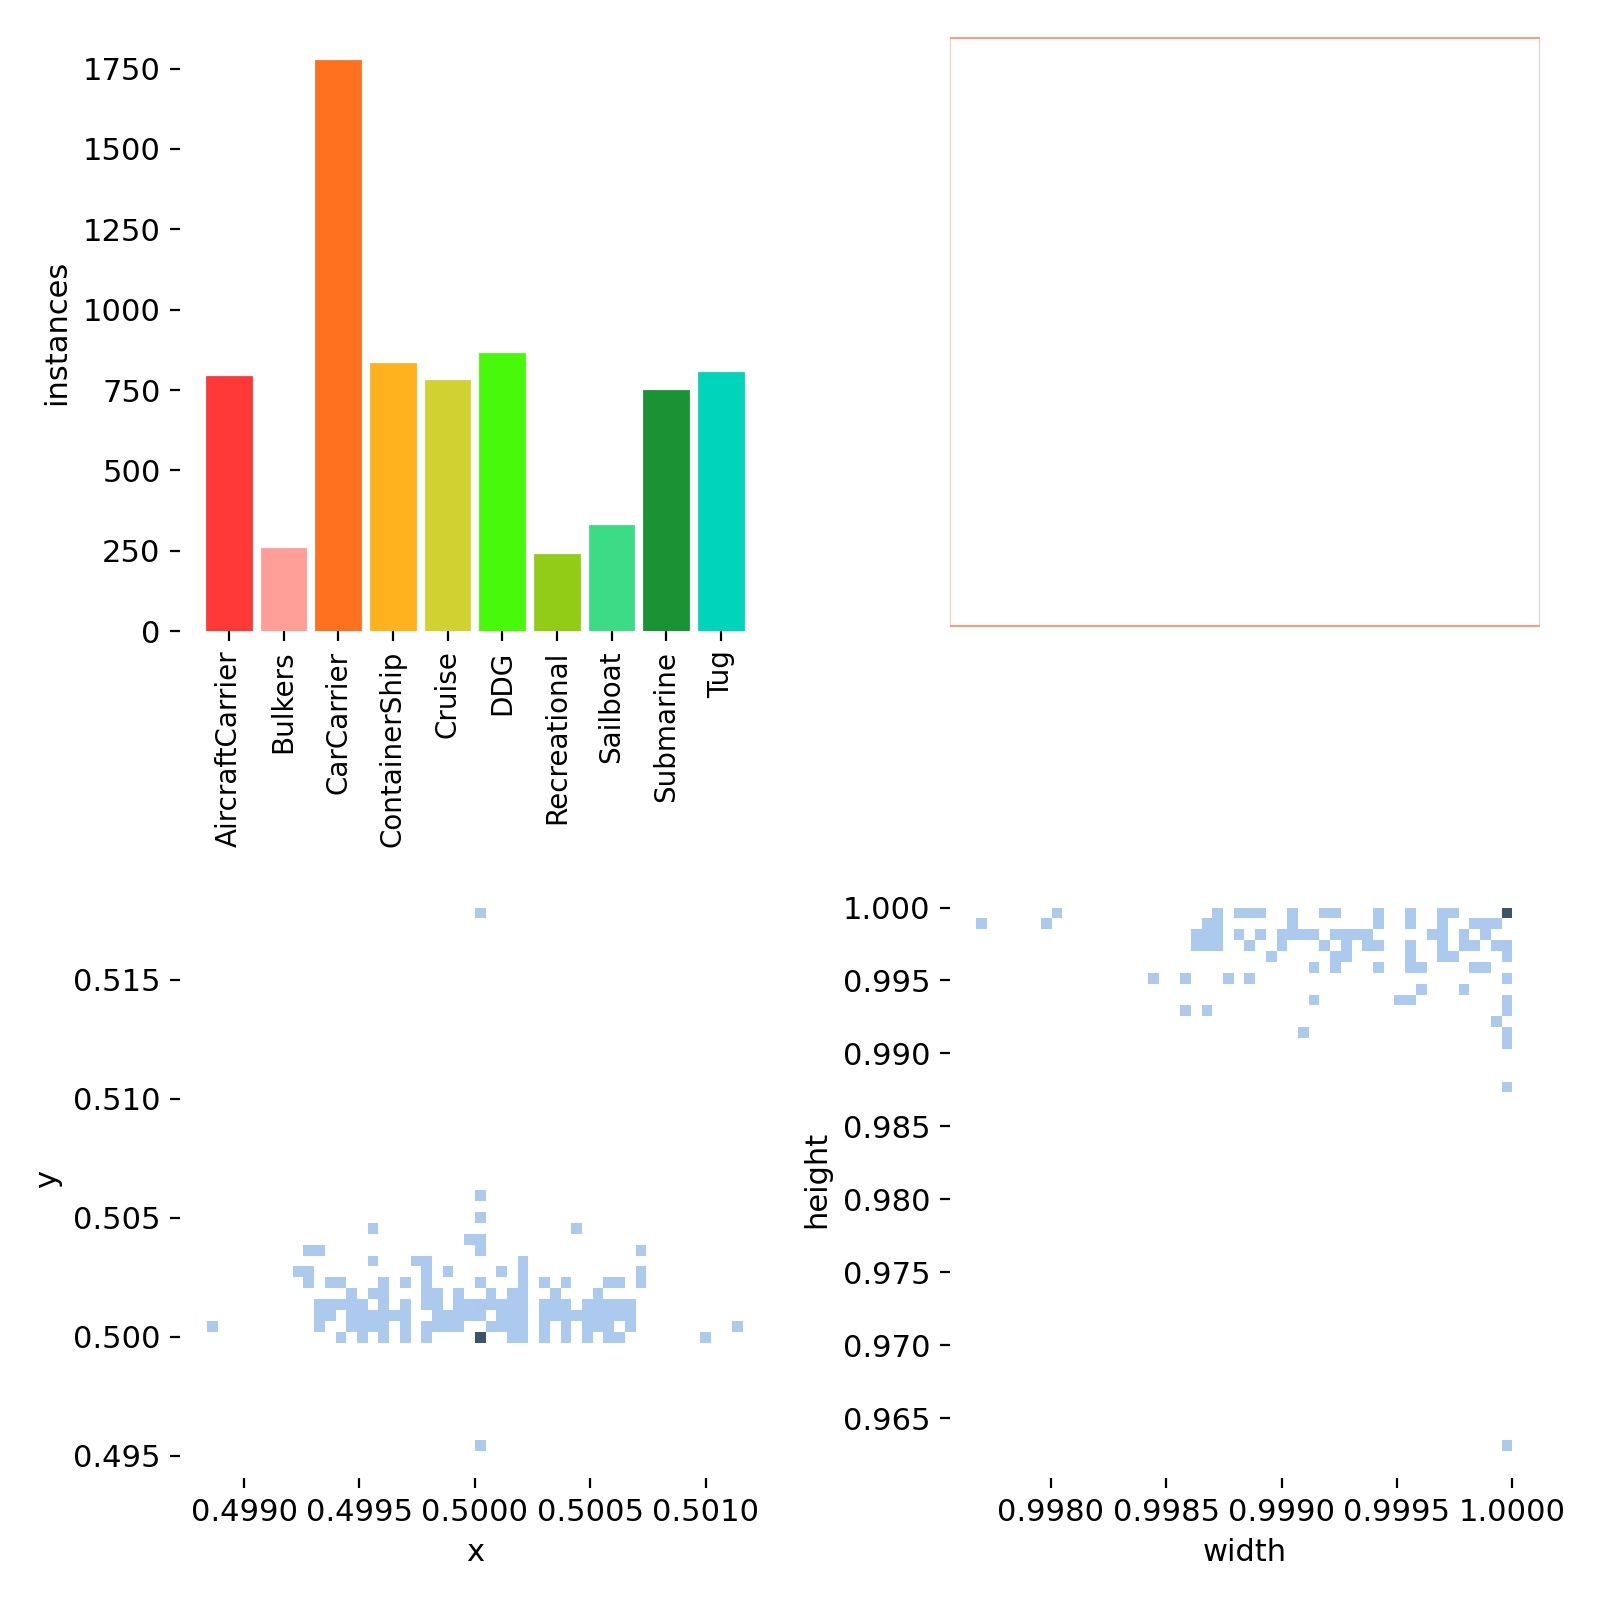 instances
1750
1500
1250
1000
750
500
250
0
AircraftCarrier
Bulkers
CarCarrier
ContainerShip
Cruise
DDG
Recreational
Sailboat
Submarine
Tug
y
0.515
0.510
0.505
0.500
0.495
0.4990 0.4995 0.5000 0.5005 0.5010
x
height
1.000
0.995
0.990
0.985
0.980
0.975
0.970
0.965
0.9980 0.9985 0.9990 0.9995 1.0000
width